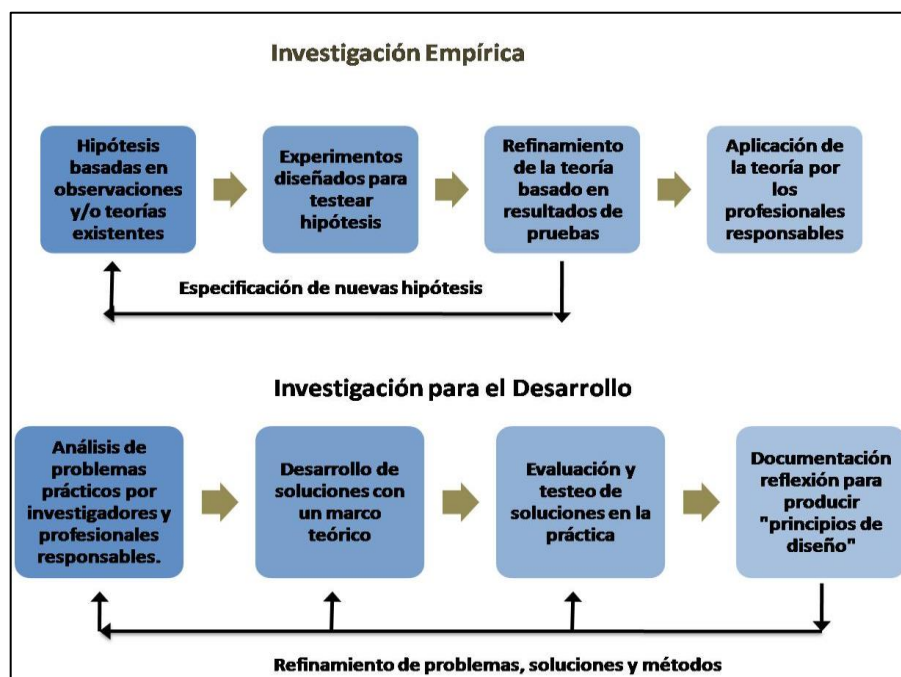 Investigación Empírica
Hipótesis
basadas en
observaciones
y/o teorías
existentes
Experimentos
diseñados para
testear
hipótesis
Refinamiento
de la teoría
basado en
resultados de
pruebas
Aplicación de
la teoría por
los
profesionales
responsables
Especificación de nuevas hipótesis
Investigación para el Desarrollo
Análisis de
problemas
prácticos por
investigadores y
profesionales
responsables.
Desarrollo de
soluciones con
un marco
teórico
Evaluación y
testeo de
soluciones en la
práctica
Documentación
reflexión para
producir
"principios de
diseño"
Refinamiento de problemas, soluciones y métodos